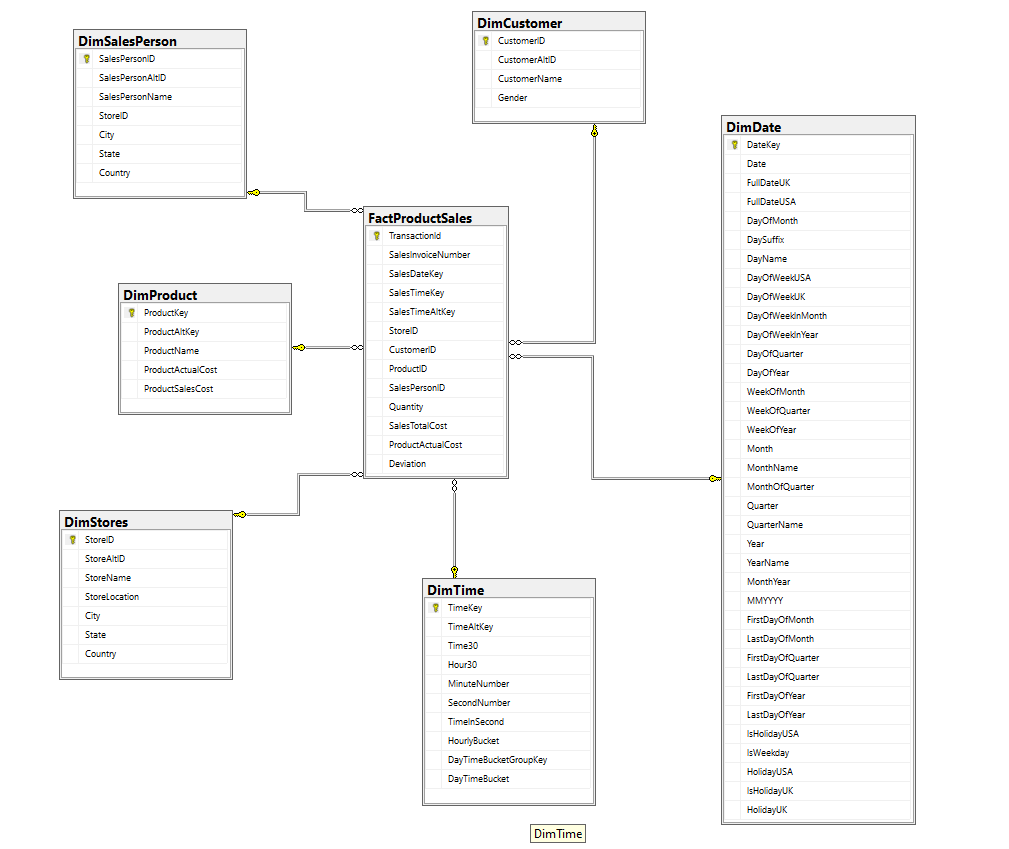 DimSalesPerson
SalesPersonID
SalesPersonAltID
SalesPersonName
StoreID
City
State
Country
DimCustomer
CustomerID
CustomerAltID
CustomerName
Gender
DimDate
DateKey
Date
FullDateUK
FullDateUSA
DayOfMonth
DaySuffix
DayName
DayOfWeekUSA
DayOfWeekUK
DayOfWeekInMonth
DayOfWeekInYear
DayOfQuarter
DayOfYear
WeekOfMonth
WeekOfQuarter
WeekOfYear
Month
MonthName
MonthOfQuarter
Quarter
QuarterName
Year
YearName
MonthYear
MMYYYY
FirstDayOfMonth
LastDayOfMonth
FirstDayOfQuarter
LastDayOfQuarter
FirstDayOfYear
LastDayOfYear
IsHolidayUSA
IsWeekday
HolidayUSA
IsHolidayUK
HolidayUK
FactProductSales
TransactionId
SalesInvoiceNumber
SalesDateKey
SalesTimeKey
SalesTimeAltKey
StoreID
CustomerID
ProductID
SalesPersonID
Quantity
SalesTotalCost
ProductActualCost
Deviation
DimProduct
ProductKey
ProductAltKey
ProductName
ProductActualCost
ProductSalesCost
DimStores
StoreID
StoreAltID
StoreName
StoreLocation
City
State
Country
DimTime
TimeKey
TimeAltKey
Time30
Hour30
MinuteNumber
SecondNumber
TimeInSecond
HourlyBucket
DayTimeBucketGroupKey
DayTimeBucket
DimTime